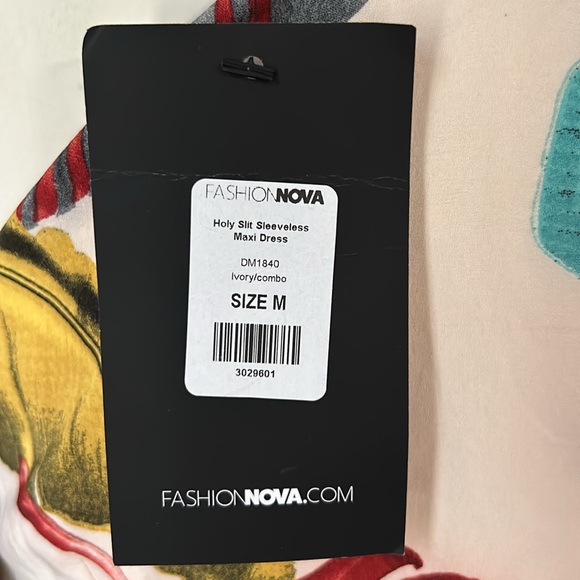 FASHIONNOVA
Holy Slit Sleeveless
Maxi Dress
DM1840
Ivory/combo
SIZE M
3029601
FASHIONNOVA.COM